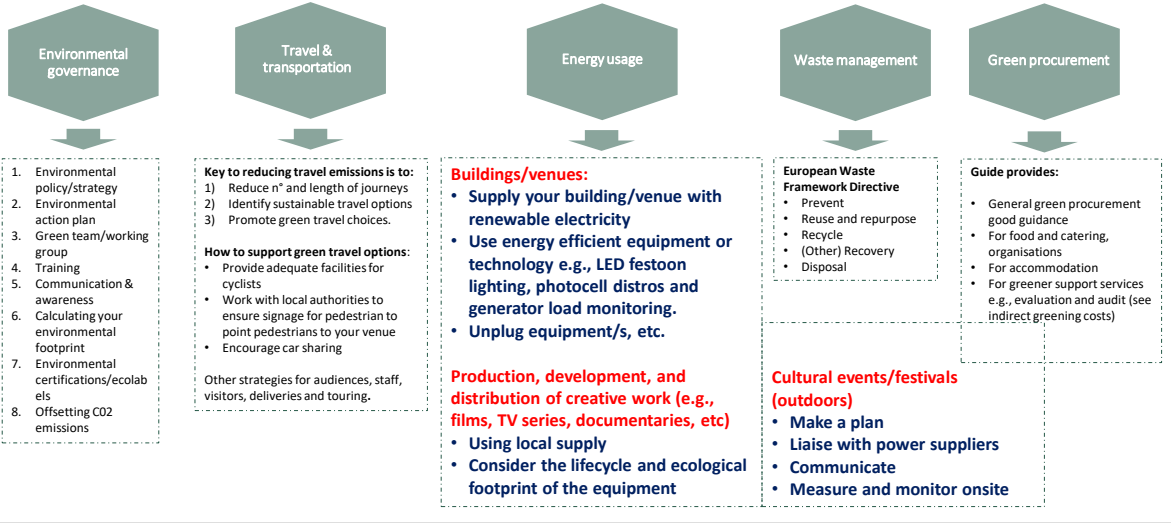 Environmental
governance
Travel &
transportation
Energy usage
Waste management
Green procurement
1. Environmental
policy/strategy
2. Environmental
action plan
3. Green team/working
group
4. Training
5. Communication &
awareness
6. Calculating your
environmental
footprint
7. Environmental
certifications/ecolab
els
8. Offsetting C02
emissions
Key to reducing travel emissions is to:
1) Reduce n° and length of journeys
2) Identify sustainable travel options
3) Promote green travel choices.
How to support green travel options:
• Provide adequate facilities for
cyclists
• Work with local authorities to
ensure signage for pedestrian to
point pedestrians to your venue
• Encourage car sharing
Other strategies for audiences, staff,
visitors, deliveries and touring.
Buildings/venues:
• Supply your building/venue with
renewable electricity
• Use energy efficient equipment or
technology e.g., LED festoon
lighting, photocell distros and
generator load monitoring.
• Unplug equipment/s, etc.
Production, development, and
distribution of creative work (e.g.,
films, TV series, documentaries, etc)
• Using local supply
• Consider the lifecycle and ecological
footprint of the equipment
European Waste
Framework Directive
• Prevent
• Reuse and repurpose
• Recycle
• (Other) Recovery
• Disposal
Guide provides:
• General green procurement
good guidance
• For food and catering,
organisations
• For accommodation
• For greener support services
e.g., evaluation and audit (see
indirect greening costs)
Cultural events/festivals
(outdoors)
• Make a plan
• Liaise with power suppliers
• Communicate
• Measure and monitor onsite